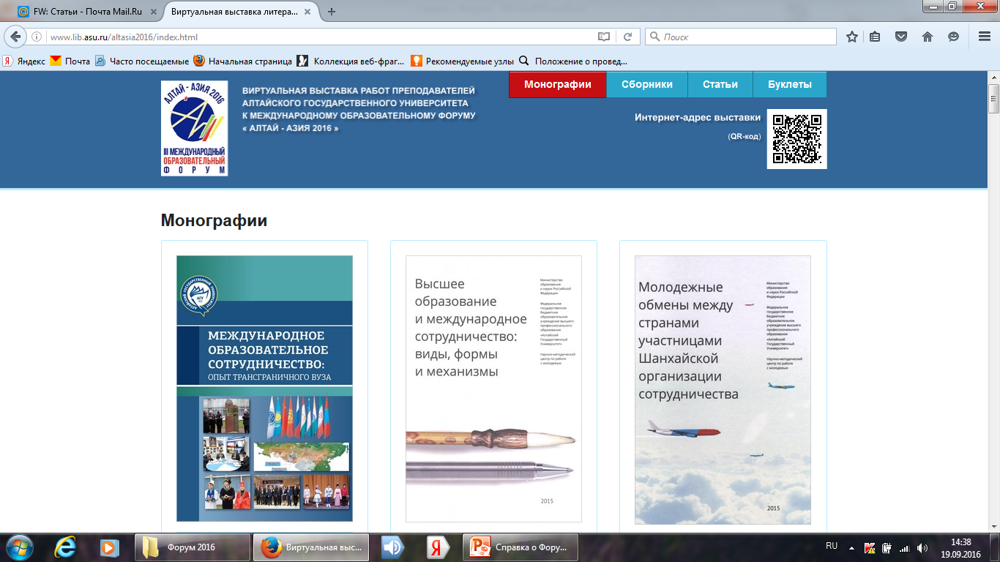 FW: Статьи - Почта Mail.Ru
Виртуальная выставка литера...
www.lib.asu.ru/altasia2016/index.html
Поиск
Яндекс
Почта
Часто посещаемые
Начальная страница
Коллекция веб-фраг...
Рекомендуемые узлы
Положение о провед...
АЛТАЙ - АЗИЯ 2016
III МЕЖДУНАРОДНЫЙ
ОБРАЗОВАТЕЛЬНЫЙ
ФОРУМ
ВИРТУАЛЬНАЯ ВЫСТАВКА РАБОТ ПРЕПОДАВАТЕЛЕЙ
АЛТАЙСКОГО ГОСУДАРСТВЕННОГО УНИВЕРСИТЕТА
К МЕЖДУНАРОДНОМУ ОБРАЗОВАТЕЛЬНОМУ ФОРУМУ
« АЛТАЙ - АЗИЯ 2016 »
Монографии
Сборники
Статьи
Буклеты
Интернет-адрес выставки
(QR-код)
Монографии
АГУ
МЕЖДУНАРОДНОЕ
ОБРАЗОВАТЕЛЬНОЕ
СОТРУДНИЧЕСТВО:
ОПЫТ ТРАНСГРАНИЧНОГО ВУЗА
Высшее
образование
и международное
сотрудничество:
виды, формы
и механизмы
Министерство
образования
и науки Российской
Федерации
Федеральное
государственное
бюджетное
образовательное
учреждение высшего
профессионального
образования
«Алтайский
Государственный
Университет»
Научно-методический
центр по работе
с молодежью
2015
Молодежные
обмены между
странами
участницами
Шанхайской
организации
сотрудничества
Министерство
образования
и науки Российской
Федерации
Федеральное
государственное
бюджетное
образовательное
учреждение высшего
профессионального
образования
«Алтайский
Государственный
Университет»
Научно-методический
центр по работе
с молодежью
2015
Форум 2016
Виртуальная выс...
Справка о Фору...
RU
14:38
19.09.2016